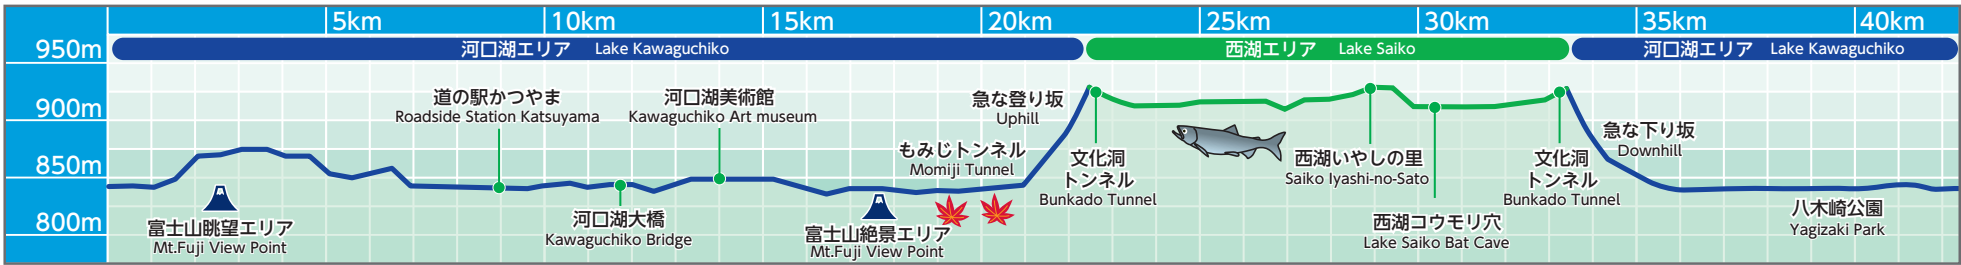 5km 10km 15km 20km 25km 30km 35km 40km
950m
900m
850m
800m
河口湖エリア Lake Kawaguchiko
西湖エリア Lake Saiko
河口湖エリア Lake Kawaguchiko
富士山眺望エリア
Mt.Fuji View Point
道の駅かつやま
Roadside Station Katsuyama
河口湖大橋
Kawaguchiko Bridge
河口湖美術館
Kawaguchiko Art museum
富士山絶景エリア
Mt.Fuji View Point
もみじトンネル
Momiji Tunnel
急な登り坂
Uphill
文化洞
トンネル
Bunkado Tunnel
西湖いやしの里
Saiko Iyashi-no-Sato
西湖コウモリ穴
Lake Saiko Bat Cave
文化洞
トンネル
Bunkado Tunnel
急な下り坂
Downhill
八木崎公園
Yagizaki Park